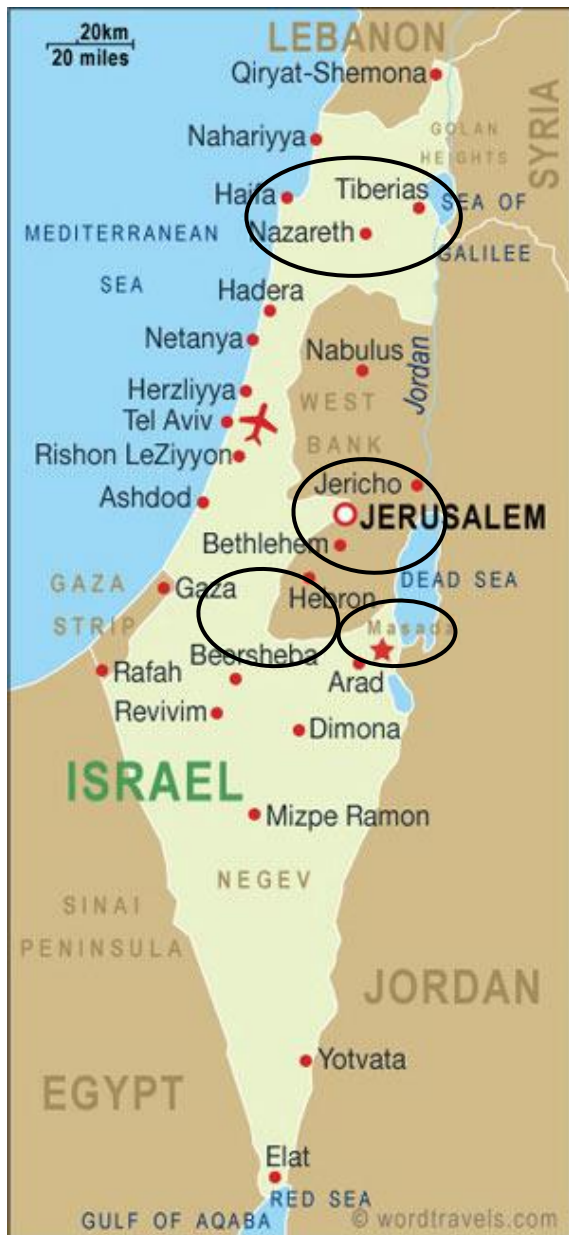 20km
20 miles
LEBANON
Qiryat-Shemona
SYRIA
GOLAN
HEIGHTS
Nahariyya
Haifa
Tiberias
SEA OF
GALILEE
Nazareth
MEDITERRANEAN
SEA
Hadera
Netanya
Nabulus
Jordan
Herzliyya
WEST
BANK
Tel Aviv
Rishon LeZiyyon
Jericho
Ashdod
JERUSALEM
Bethlehem
GAZA
STRIP
Gaza
Hebron
DEAD SEA
Masada
Rafah
Beersheba
Arad
Revivim
Dimona
ISRAEL
Mizpe Ramon
NEGEV
SINAI
PENINSULA
JORDAN
Yotvata
EGYPT
Elat
RED SEA
GULF OF AQABA
© wordtravels.com